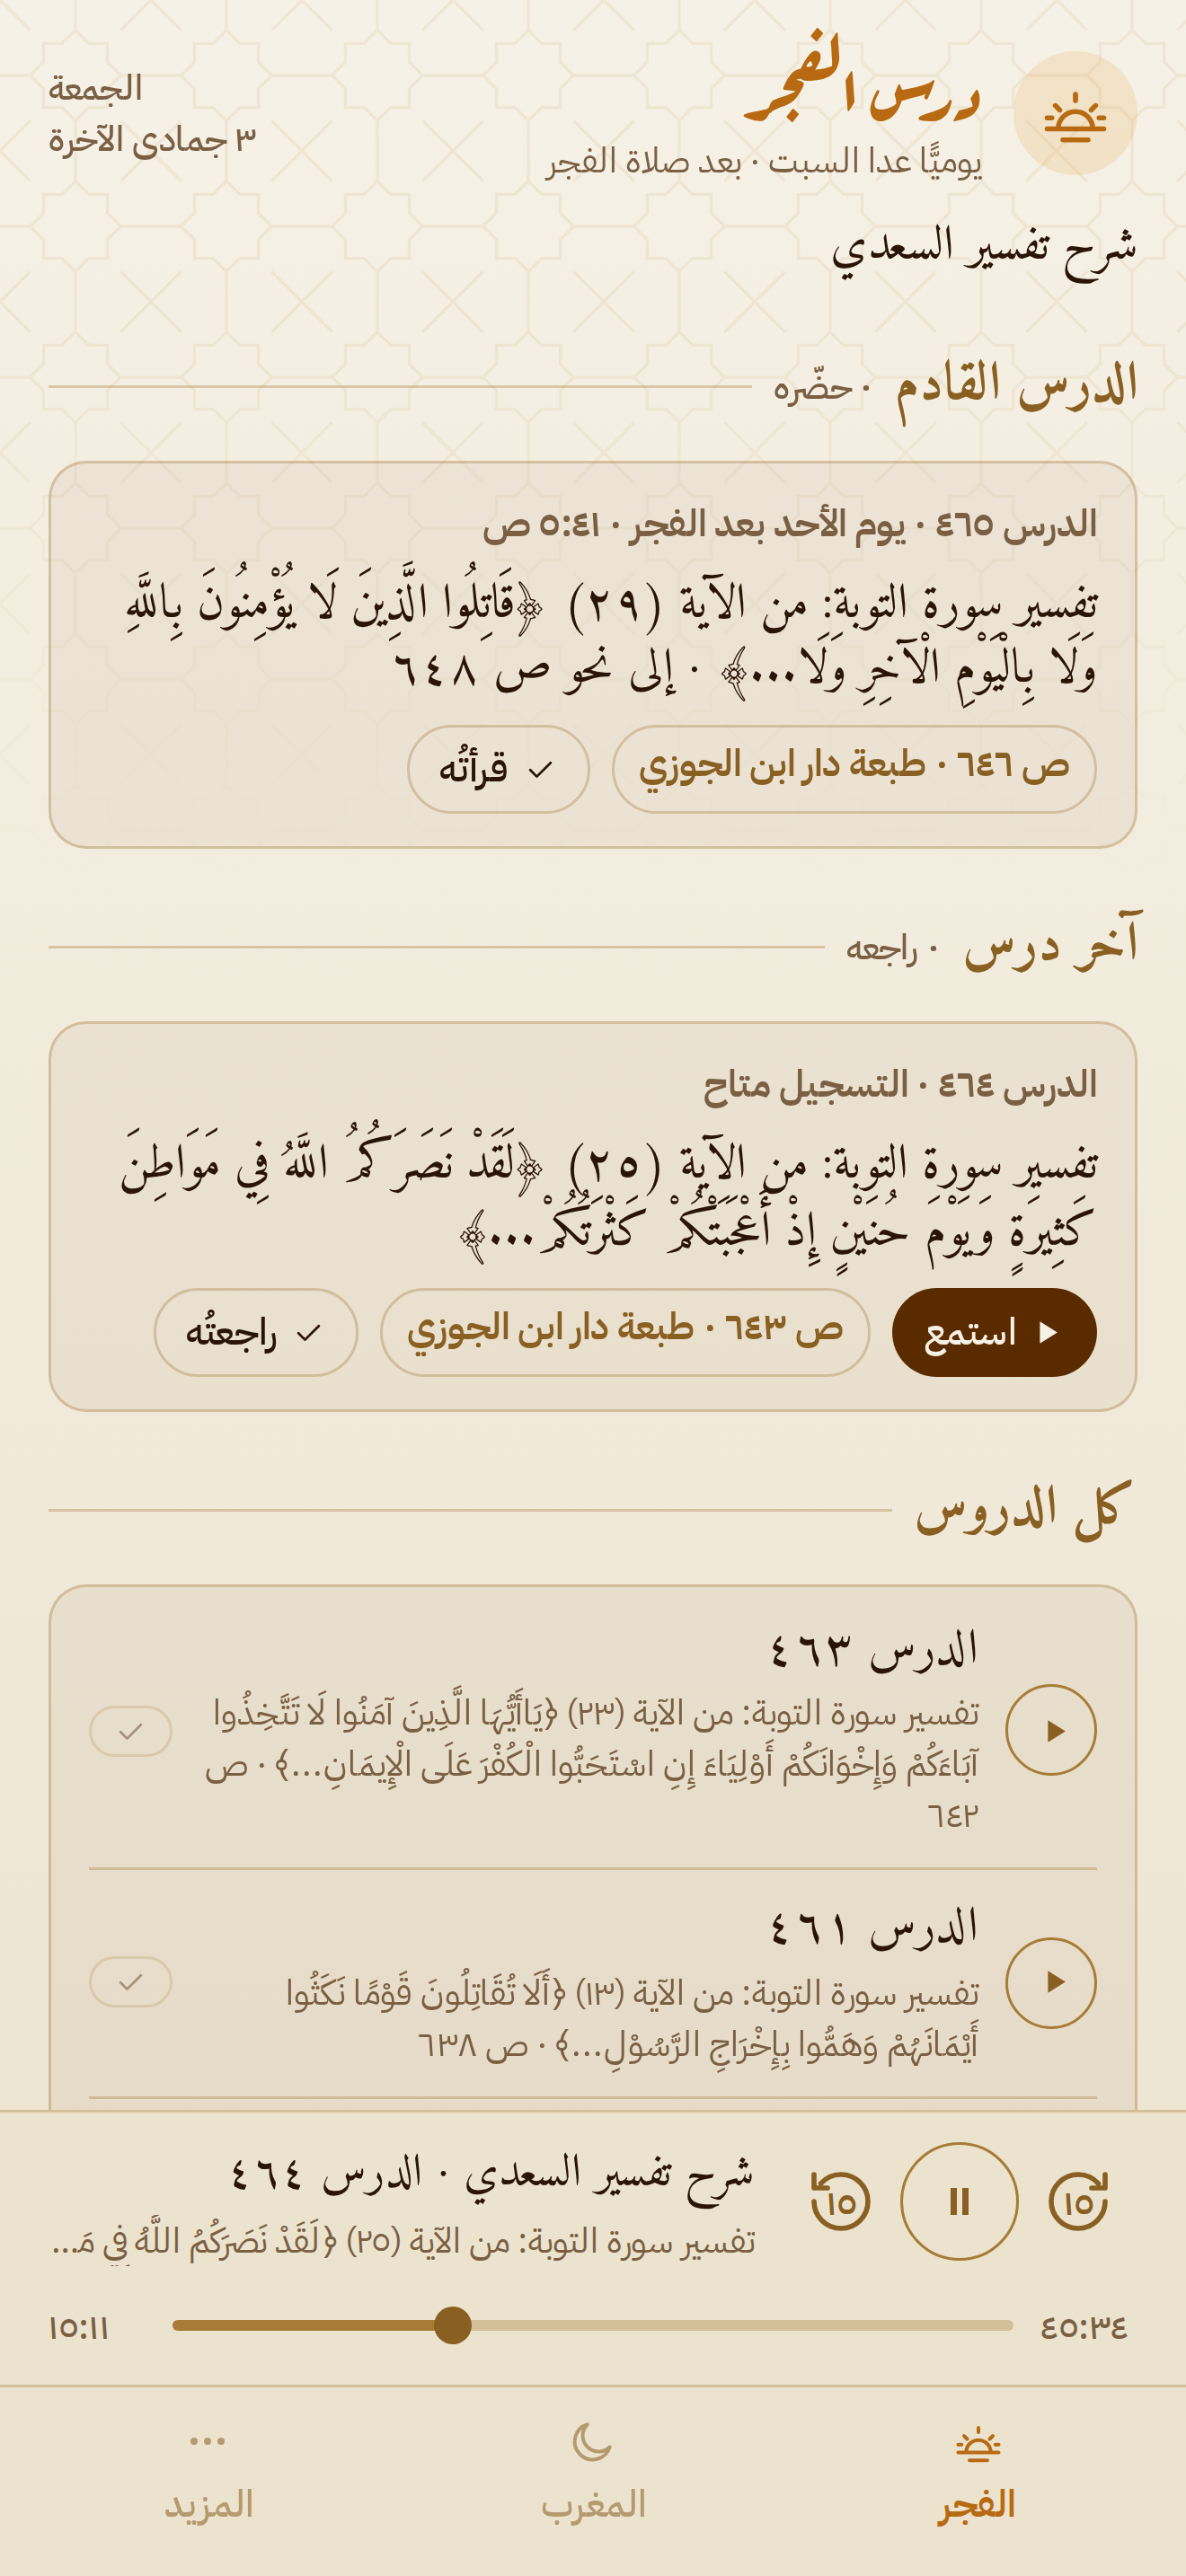 درس الفجر
يوميًّا عدا السبت · بعد صلاة الفجر
الجمعة
٣ جمادى الآخرة
شرح تفسير السعدي
الدرس القادم · حضّره
الدرس ٤٦٥ · يوم الأحد بعد الفجر · ٥:٤١ ص
تفسير سورة التوبة: من الآية (٢٩) ﴿قَاتِلُوا الَّذِينَ لَا يُؤْمِنُونَ بِاللَّهِ
وَلَا بِالْيَوْمِ الْآخِرِ وَلَا...﴾ · إلى نحو ص ٦٤٨
ص ٦٤٦ · طبعة دار ابن الجوزي
قرأتُه
آخر درس · راجعه
الدرس ٤٦٤ · التسجيل متاح
تفسير سورة التوبة: من الآية (٢٥) ﴿لَقَدْ نَصَرَكُمُ اللَّهُ فِي مَوَاطِنَ
كَثِيرَةٍ وَيَوْمَ حُنَيْنٍ إِذْ أَعْجَبَتْكُمْ كَثْرَتُكُمْ...﴾
استمع
ص ٦٤٣ · طبعة دار ابن الجوزي
راجعتُه
كل الدروس
الدرس ٤٦٣
تفسير سورة التوبة: من الآية (٢٣) ﴿يَاأَيُّهَا الَّذِينَ آمَنُوا لَا تَتَّخِذُوا
آبَاءَكُمْ وَإِخْوَانَكُمْ أَوْلِيَاءَ إِنِ اسْتَحَبُّوا الْكُفْرَ عَلَى الْإِيمَانِ...﴾ · ص
٦٤٢
الدرس ٤٦١
تفسير سورة التوبة: من الآية (١٣) ﴿أَلَا تُقَاتِلُونَ قَوْمًا نَكَثُوا
أَيْمَانَهُمْ وَهَمُّوا بِإِخْرَاجِ الرَّسُوْلِ...﴾ · ص ٦٣٨
١٥
١٥
شرح تفسير السعدي · الدرس ٤٦٤
تفسير سورة التوبة: من الآية (٢٥) ﴿لَقَدْ نَصَرَكُمُ اللَّهُ فِي مَ...
٤٥:٣٤
١٥:١١
الفجر
المغرب
المزيد